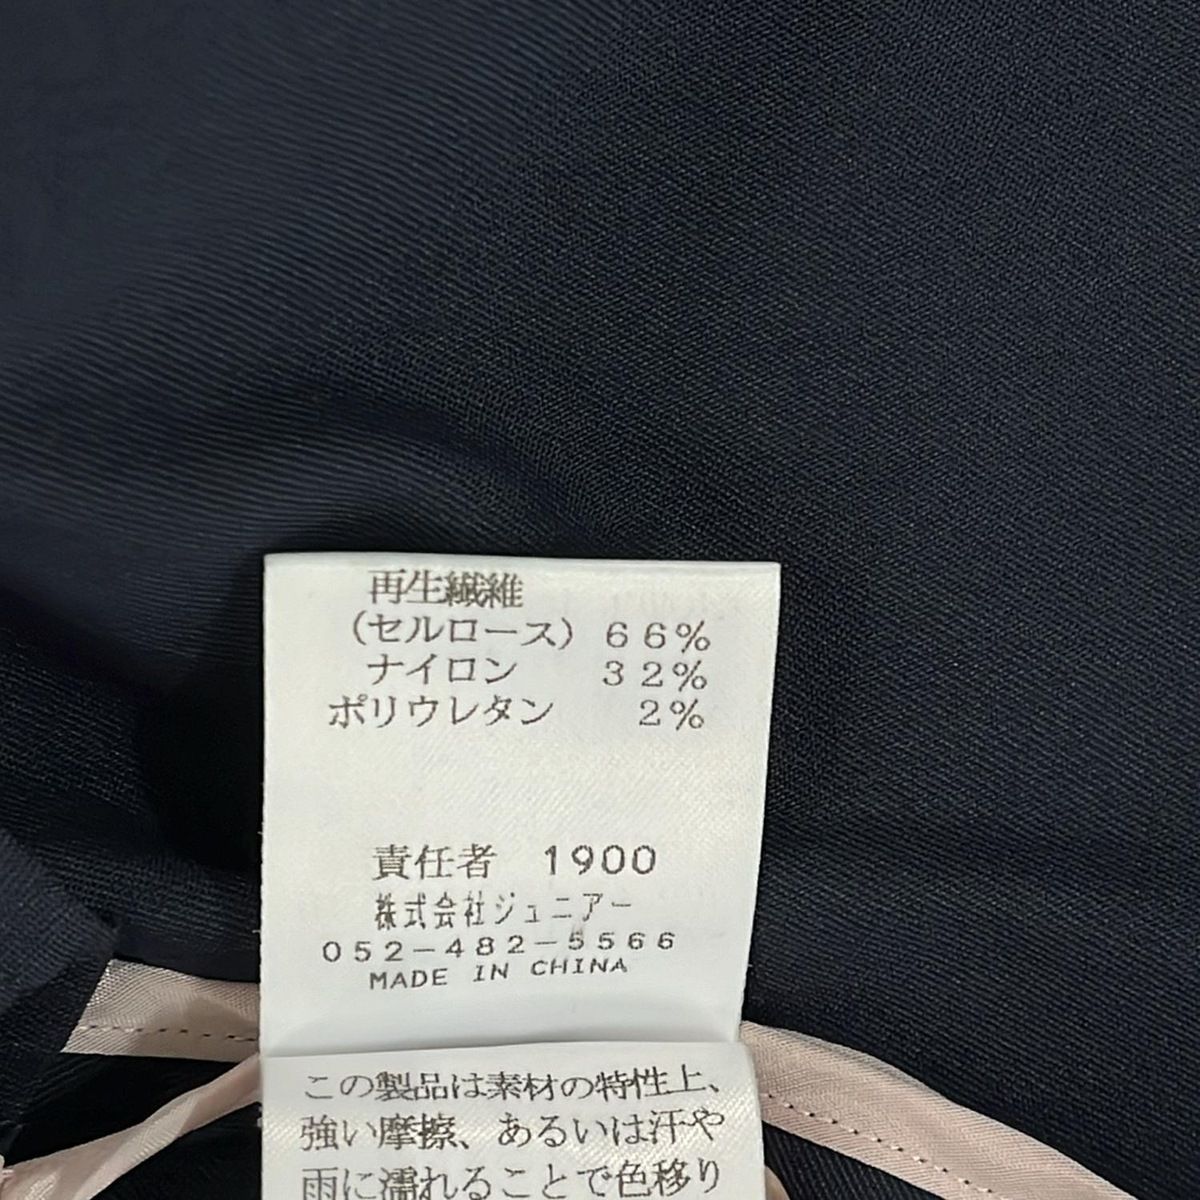 再生繊維
(セルロース) 66%
ナイロン 32%
ポリウレタン 2%
責任者 1900
株式会社ジュニアー
052-482-5566
MADE IN CHINA
この製品は素材の特性上、
強い摩擦、あるいは汗や
雨に濡れることで色移り